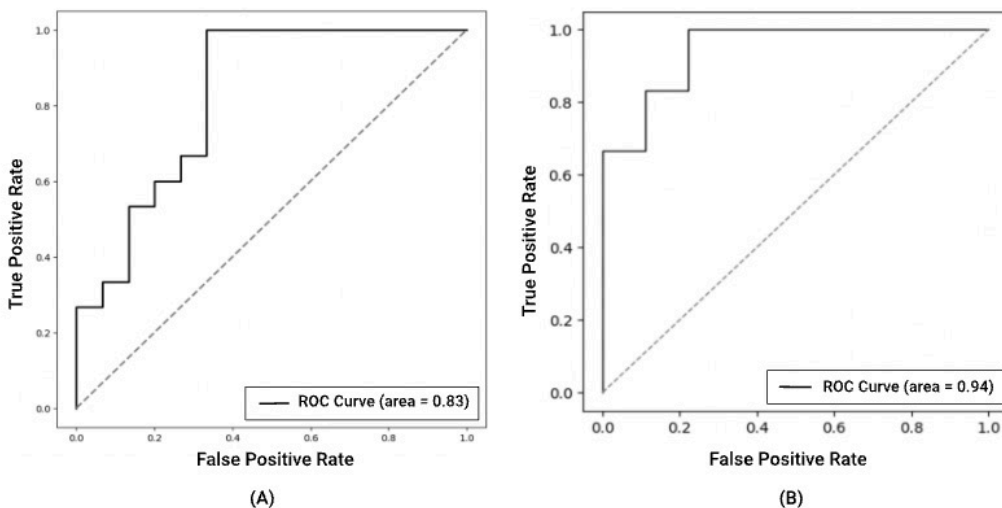 1.0
0.8
0.6
0.4
0.2
0.0
True Positive Rate
0.0 0.2 0.4 0.6 0.8 1.0
False Positive Rate
ROC Curve (area = 0.83)
(A)
1.0
0.8
0.6
0.4
0.2
0.0
True Positive Rate
0.0 0.2 0.4 0.6 0.8 1.0
False Positive Rate
ROC Curve (area = 0.94)
(B)